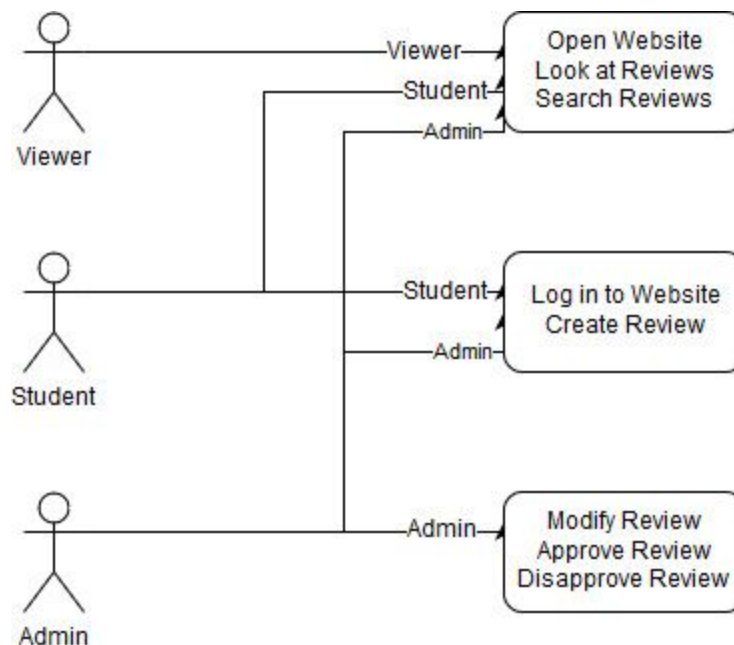 Viewer
Open Website
Look at Reviews
Search Reviews
Student
Admin
Viewer
Student
Log in to Website
Create Review
Admin
Student
Admin
Modify Review
Approve Review
Disapprove Review
Admin